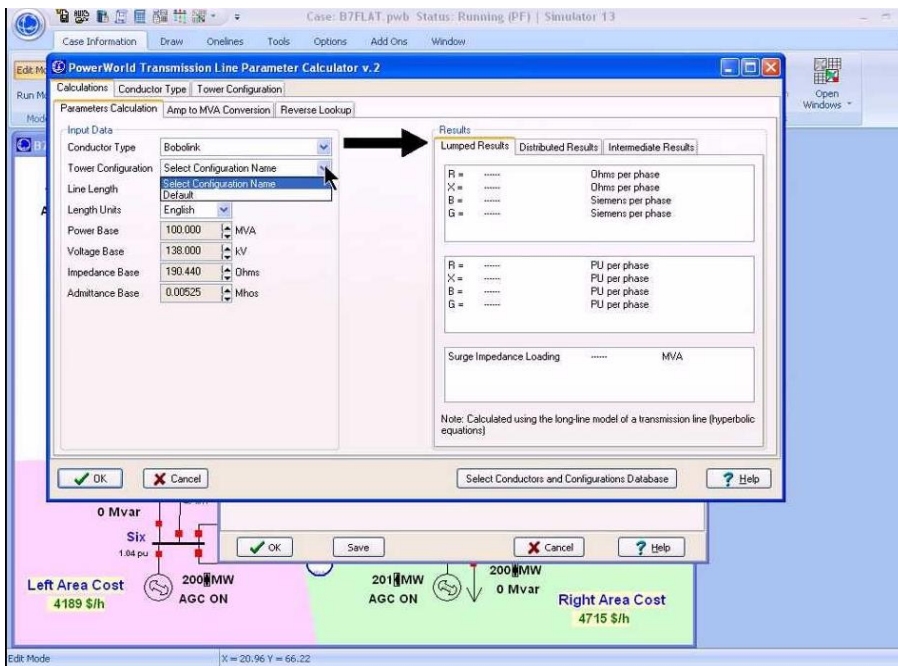 Case: B7FLAT.pwb Status: Running (PF) | Simulator 13
Case Information Draw Onelines Tools Options Add Ons Window
Edit Mo
Run Mo
Mod
Open
Windows
PowerWorld Transmission Line Parameter Calculator v.2
Calculations Conductor Type Tower Configuration
Parameters Calculation Amp to MVA Conversion Reverse Lookup
Input Data
Conductor Type Bobolink
Tower Configuration Select Configuration Name
Select Configuration Name
Default
Line Length
Length Units English
Power Base 100.000 MVA
Voltage Base 138.000 kV
Impedance Base 190.440 Ohms
Admittance Base 0.00525 Mhos
Results
Lumped Results Distributed Results Intermediate Results
R = ------ Ohms per phase
X = ------ Ohms per phase
B = ------ Siemens per phase
G = ------ Siemens per phase
R = ------ PU per phase
X = ------ PU per phase
B = ------ PU per phase
G = ------ PU per phase
Surge Impedance Loading ------ MVA
Note: Calculated using the long-line model of a transmission line (hyperbolic
equations)
OK Cancel Select Conductors and Configurations Database ? Help
0 Mvar
Six
1.04 pu
OK Save Cancel ? Help
200 MW
AGC ON
201 MW
AGC ON
200 MW
0 Mvar
Left Area Cost
4189 $/h
Right Area Cost
4715 $/h
Edit Mode X = 20.96 Y = 66.22